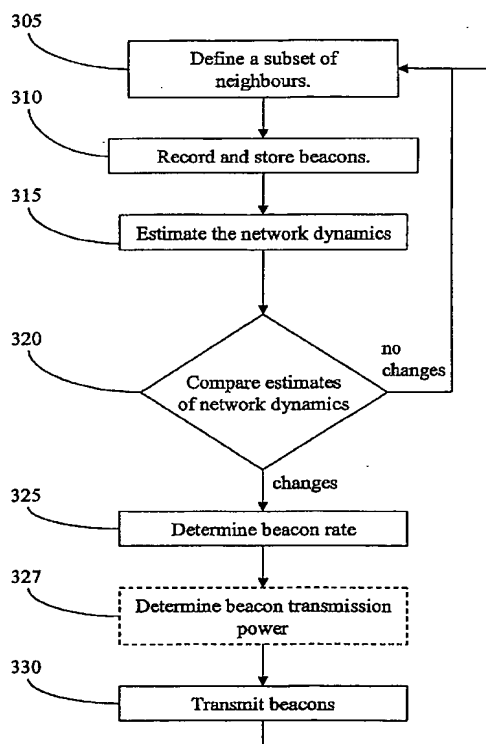 305
Define a subset of
neighbours.
310
Record and store beacons.
315
Estimate the network dynamics
320
no
changes
Compare estimates
of network dynamics
changes
325
Determine beacon rate
327
Determine beacon transmission
power
330
Transmit beacons